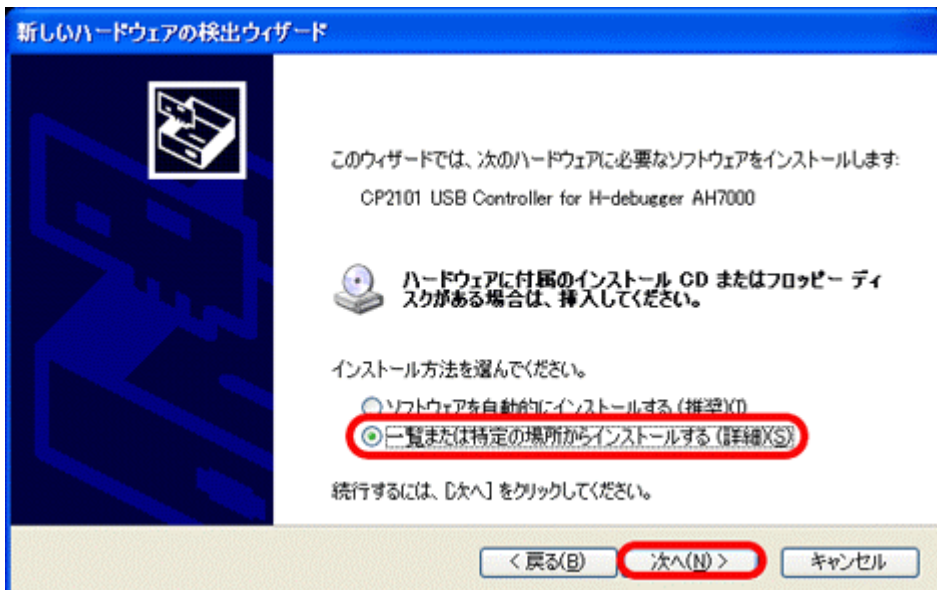 新しいハードウェアの検出ウィザード
このウィザードでは、次のハードウェアに必要なソフトウェアをインストールします:
CP2101 USB Controller for H-debugger AH7000
ハードウェアに付属のインストール CD またはフロッピー ディ
スクがある場合は、挿入してください。
インストール方法を選んでください。
ソフトウェアを自動的にインストールする (推奨)(I)
一覧または特定の場所からインストールする (詳細)(S)
続行するには、[次へ] をクリックしてください。
< 戻る(B) 次へ(N) > キャンセル